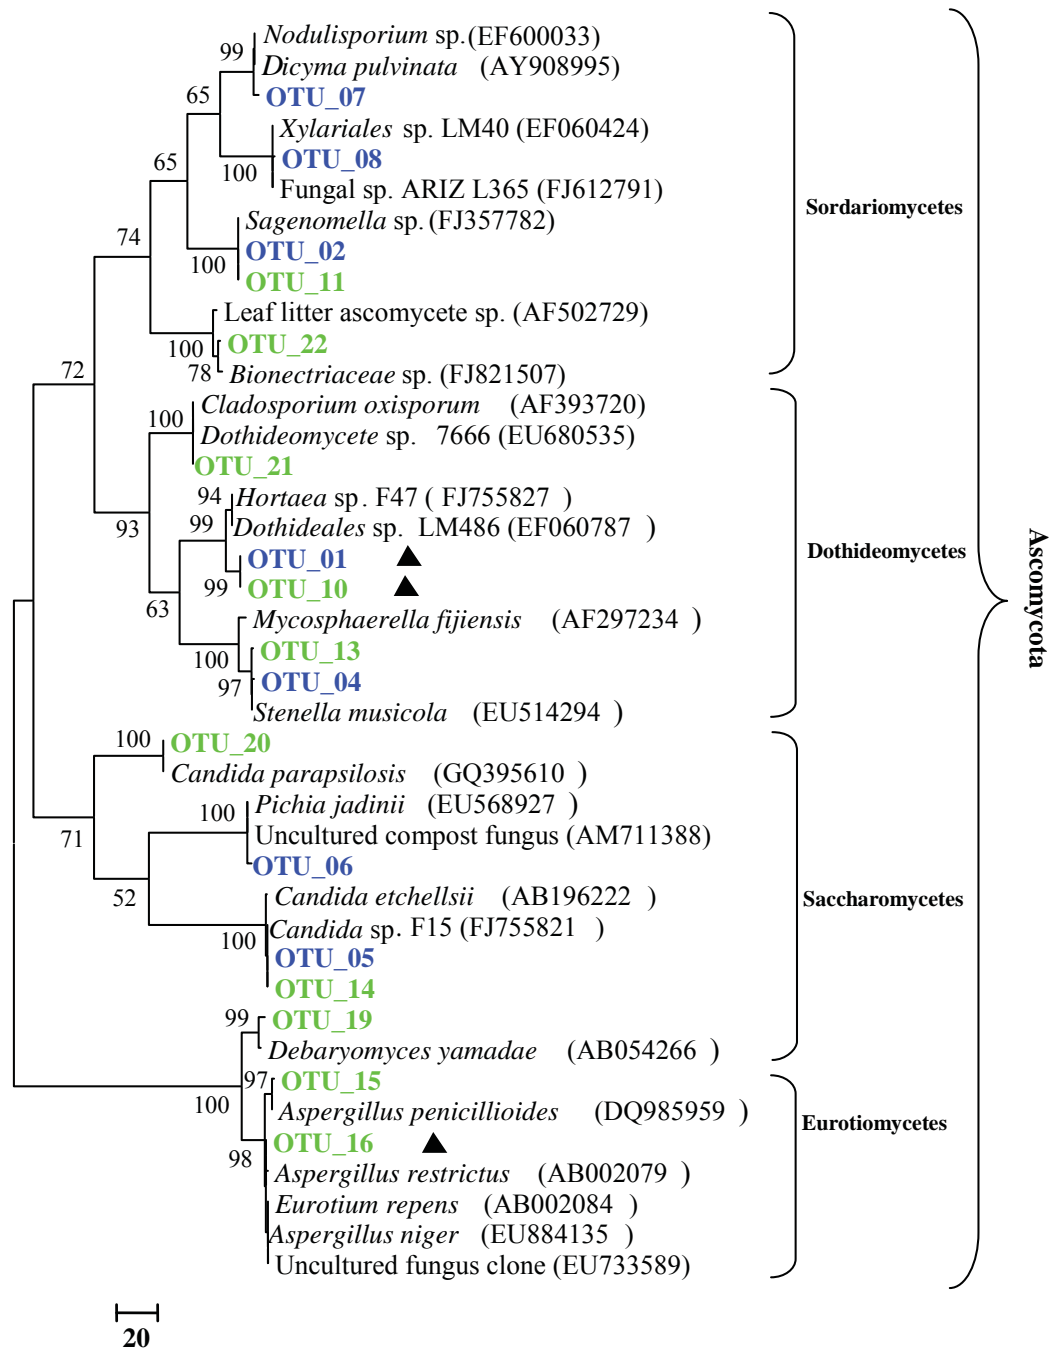 Nodulisporium sp.(EF600033)
99
Dicyma pulvinata (AY908995)
65
OTU_07
Xylariales sp. LM40 (EF060424)
65
OTU_08
100
Fungal sp. ARIZ L365 (FJ612791)
Sordariomycetes
Sagenomella sp.(FJ357782)
74
OTU_02
100
OTU_11
Leaf litter ascomycete sp. (AF502729)
100
OTU_22
72
78
Bionectriaceae sp. (FJ821507)
Cladosporium oxisporum (AF393720)
100
Dothideomycete sp. 7666 (EU680535)
OTU_21
94
Hortaea sp. F47 ( FJ755827 )
93
99
Dothideales sp. LM486 (EF060787 )
Dothideomycetes
OTU_01
99
OTU_10
63
Mycosphaerella fijiensis (AF297234 )
Ascomycota
OTU_13
100
OTU_04
97
Stenella musicola (EU514294 )
100
OTU_20
Candida parapsilosis (GQ395610 )
Pichia jadinii (EU568927 )
100
71
Uncultured compost fungus (AM711388)
OTU_06
52
Candida etchellsii (AB196222 )
Saccharomycetes
Candida sp. F15 (FJ755821 )
100
OTU_05
OTU_14
99
OTU_19
Debaryomyces yamadae (AB054266 )
97
OTU_15
100
Aspergillus penicillioides (DQ985959 )
Eurotiomycetes
OTU_16
98
Aspergillus restrictus (AB002079 )
Eurotium repens (AB002084 )
Aspergillus niger (EU884135 )
Uncultured fungus clone (EU733589)
20